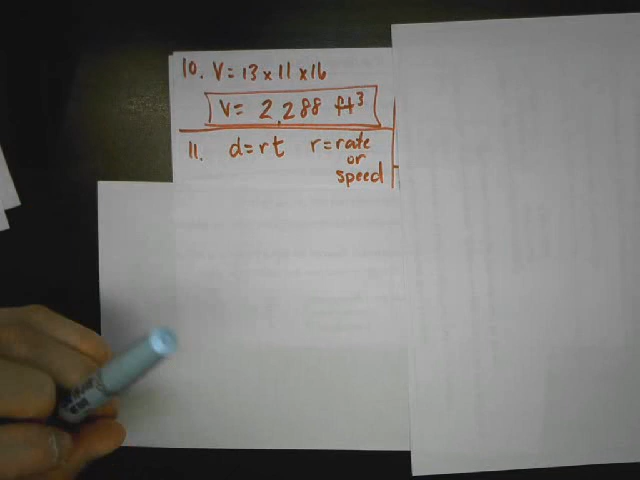 10. V = 13 x 11 x 16
V = 2,288 ft³
11. d = rt r = rate
or
speed